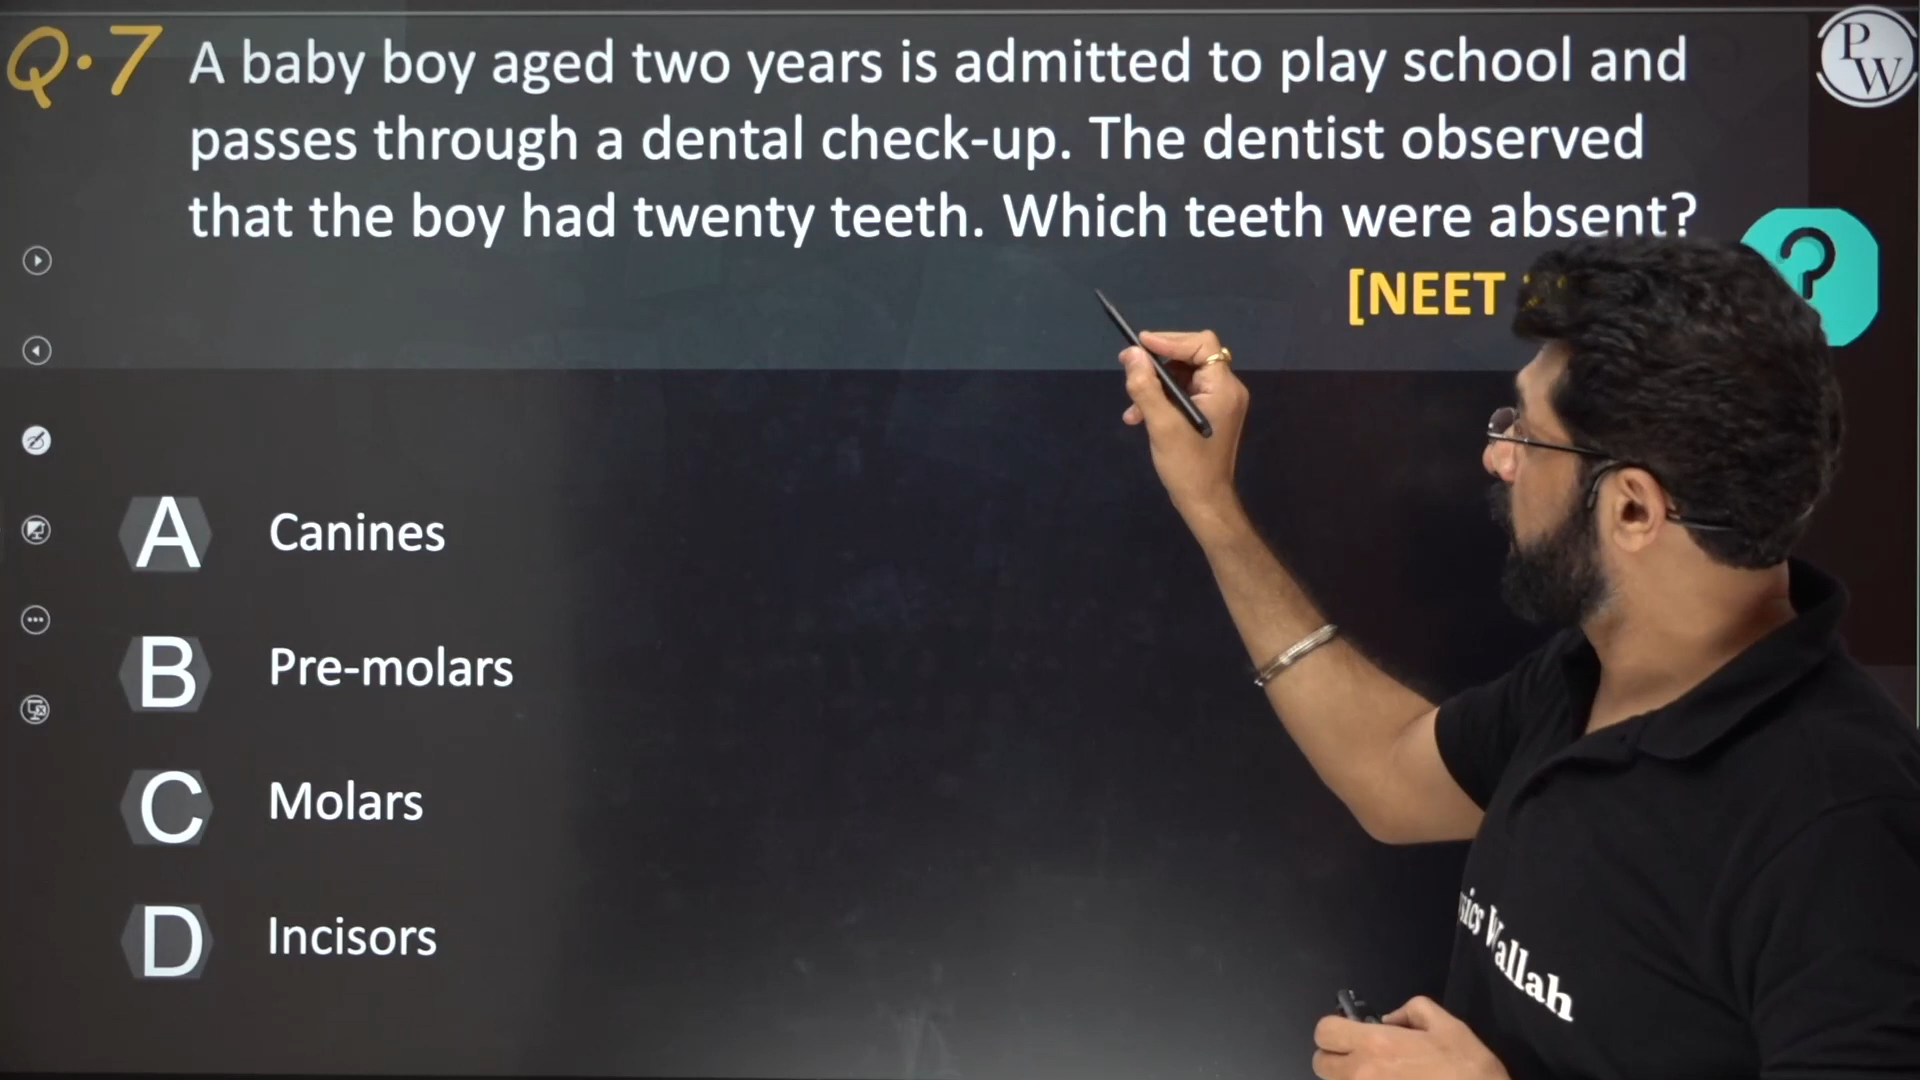 Q.7
A baby boy aged two years is admitted to play school and
passes through a dental check-up. The dentist observed
that the boy had twenty teeth. Which teeth were absent?
[NEET
?
PW
A Canines
B Pre-molars
C Molars
D Incisors
Wallah